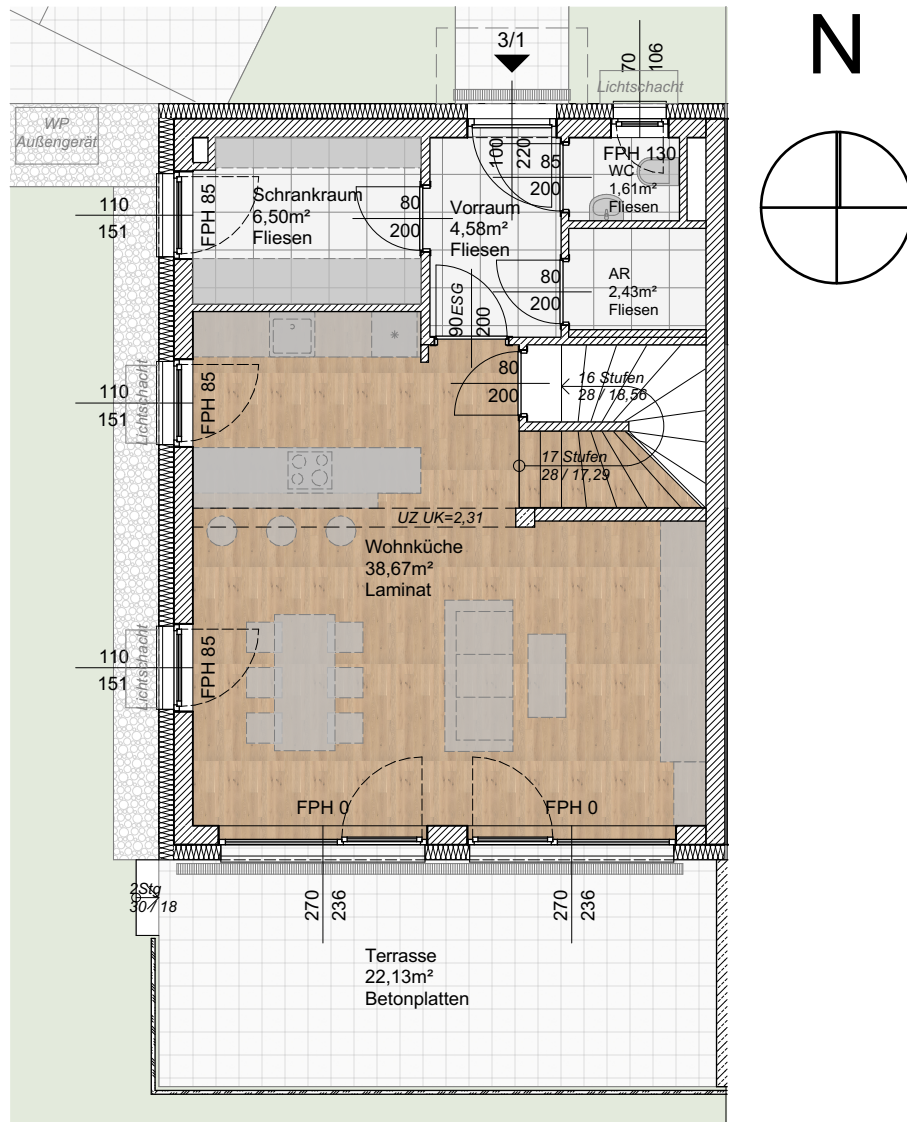 N
3/1
70
106
Lichtschacht
WP
Außengerät
100
220
85
200
FPH 130
WC
1,61m²
Fliesen
110
151
FPH 85
Schrankraum
6,50m²
Fliesen
80
200
Vorraum
4,58m²
Fliesen
80
200
AR
2,43m²
Fliesen
90ESG
200
110
151
Lichtschacht
FPH 85
80
200
16 Stufen
28 / 18,56
17 Stufen
28 / 17,29
UZ UK=2,31
Wohnküche
38,67m²
Laminat
110
151
Lichtschacht
FPH 85
FPH 0
FPH 0
2Stg
30 / 18
270
236
270
236
Terrasse
22,13m²
Betonplatten